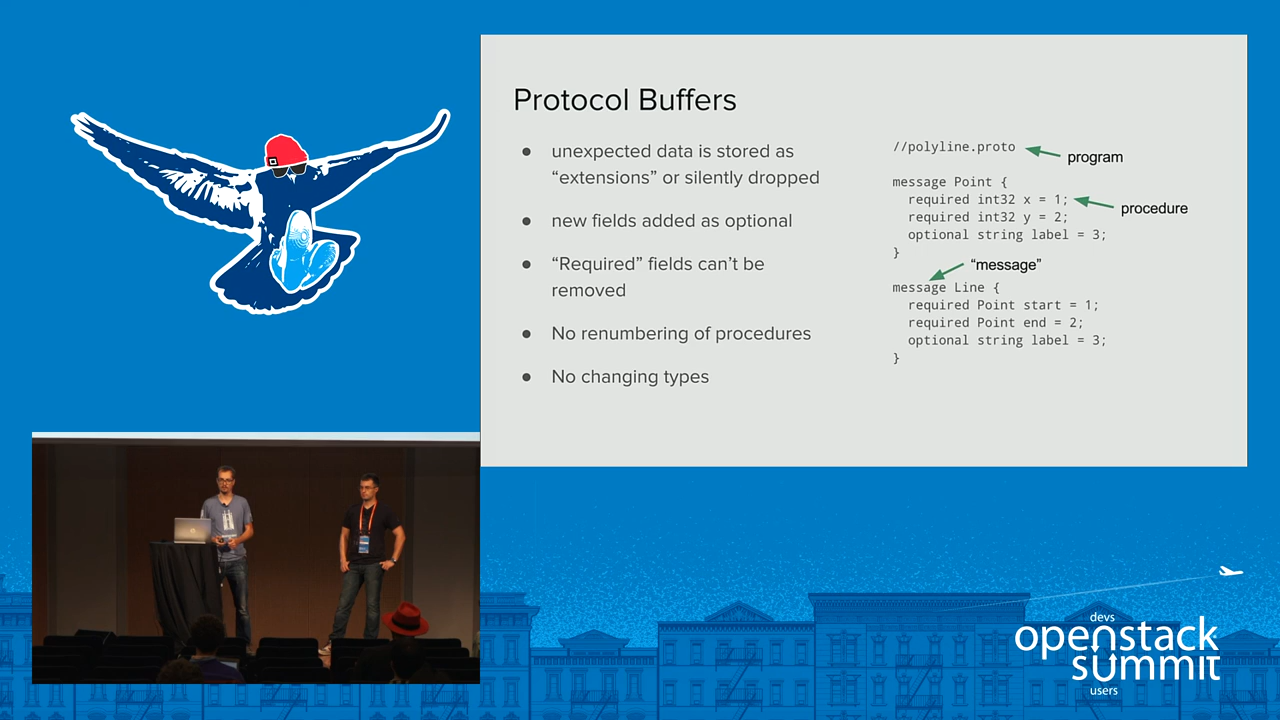 Protocol Buffers
● unexpected data is stored as
“extensions” or silently dropped
● new fields added as optional
● “Required” fields can’t be
removed
● No renumbering of procedures
● No changing types
//polyline.proto
program
message Point {
required int32 x = 1;
procedure
required int32 y = 2;
optional string label = 3;
}
“message”
message Line {
required Point start = 1;
required Point end = 2;
optional string label = 3;
}
devs
openstack
summit
users